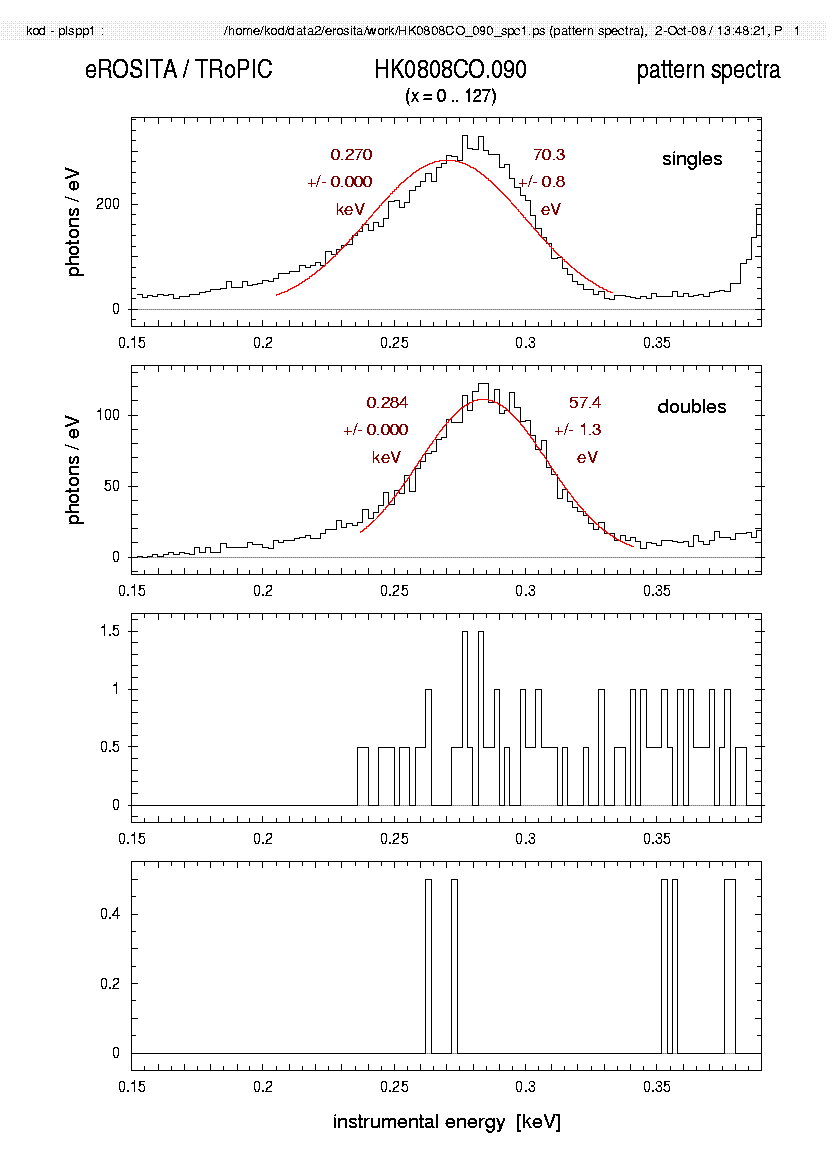 kod - plspp1 : /home/kod/data2/erosita/work/HK0808CO_090_spc1.ps (pattern spectra), 2-Oct-08 / 13:48:21, P 1
eROSITA / TRoPIC HK0808CO.090 pattern spectra
(x = 0 .. 127)
0.270 70.3 singles
+/- 0.000 +/- 0.8
keV eV
photons / eV
200
0
0.15 0.2 0.25 0.3 0.35
0.284 57.4 doubles
+/- 0.000 +/- 1.3
keV eV
photons / eV
100
50
0
0.15 0.2 0.25 0.3 0.35
1.5
1
0.5
0
0.15 0.2 0.25 0.3 0.35
0.4
0.2
0
0.15 0.2 0.25 0.3 0.35
instrumental energy [keV]